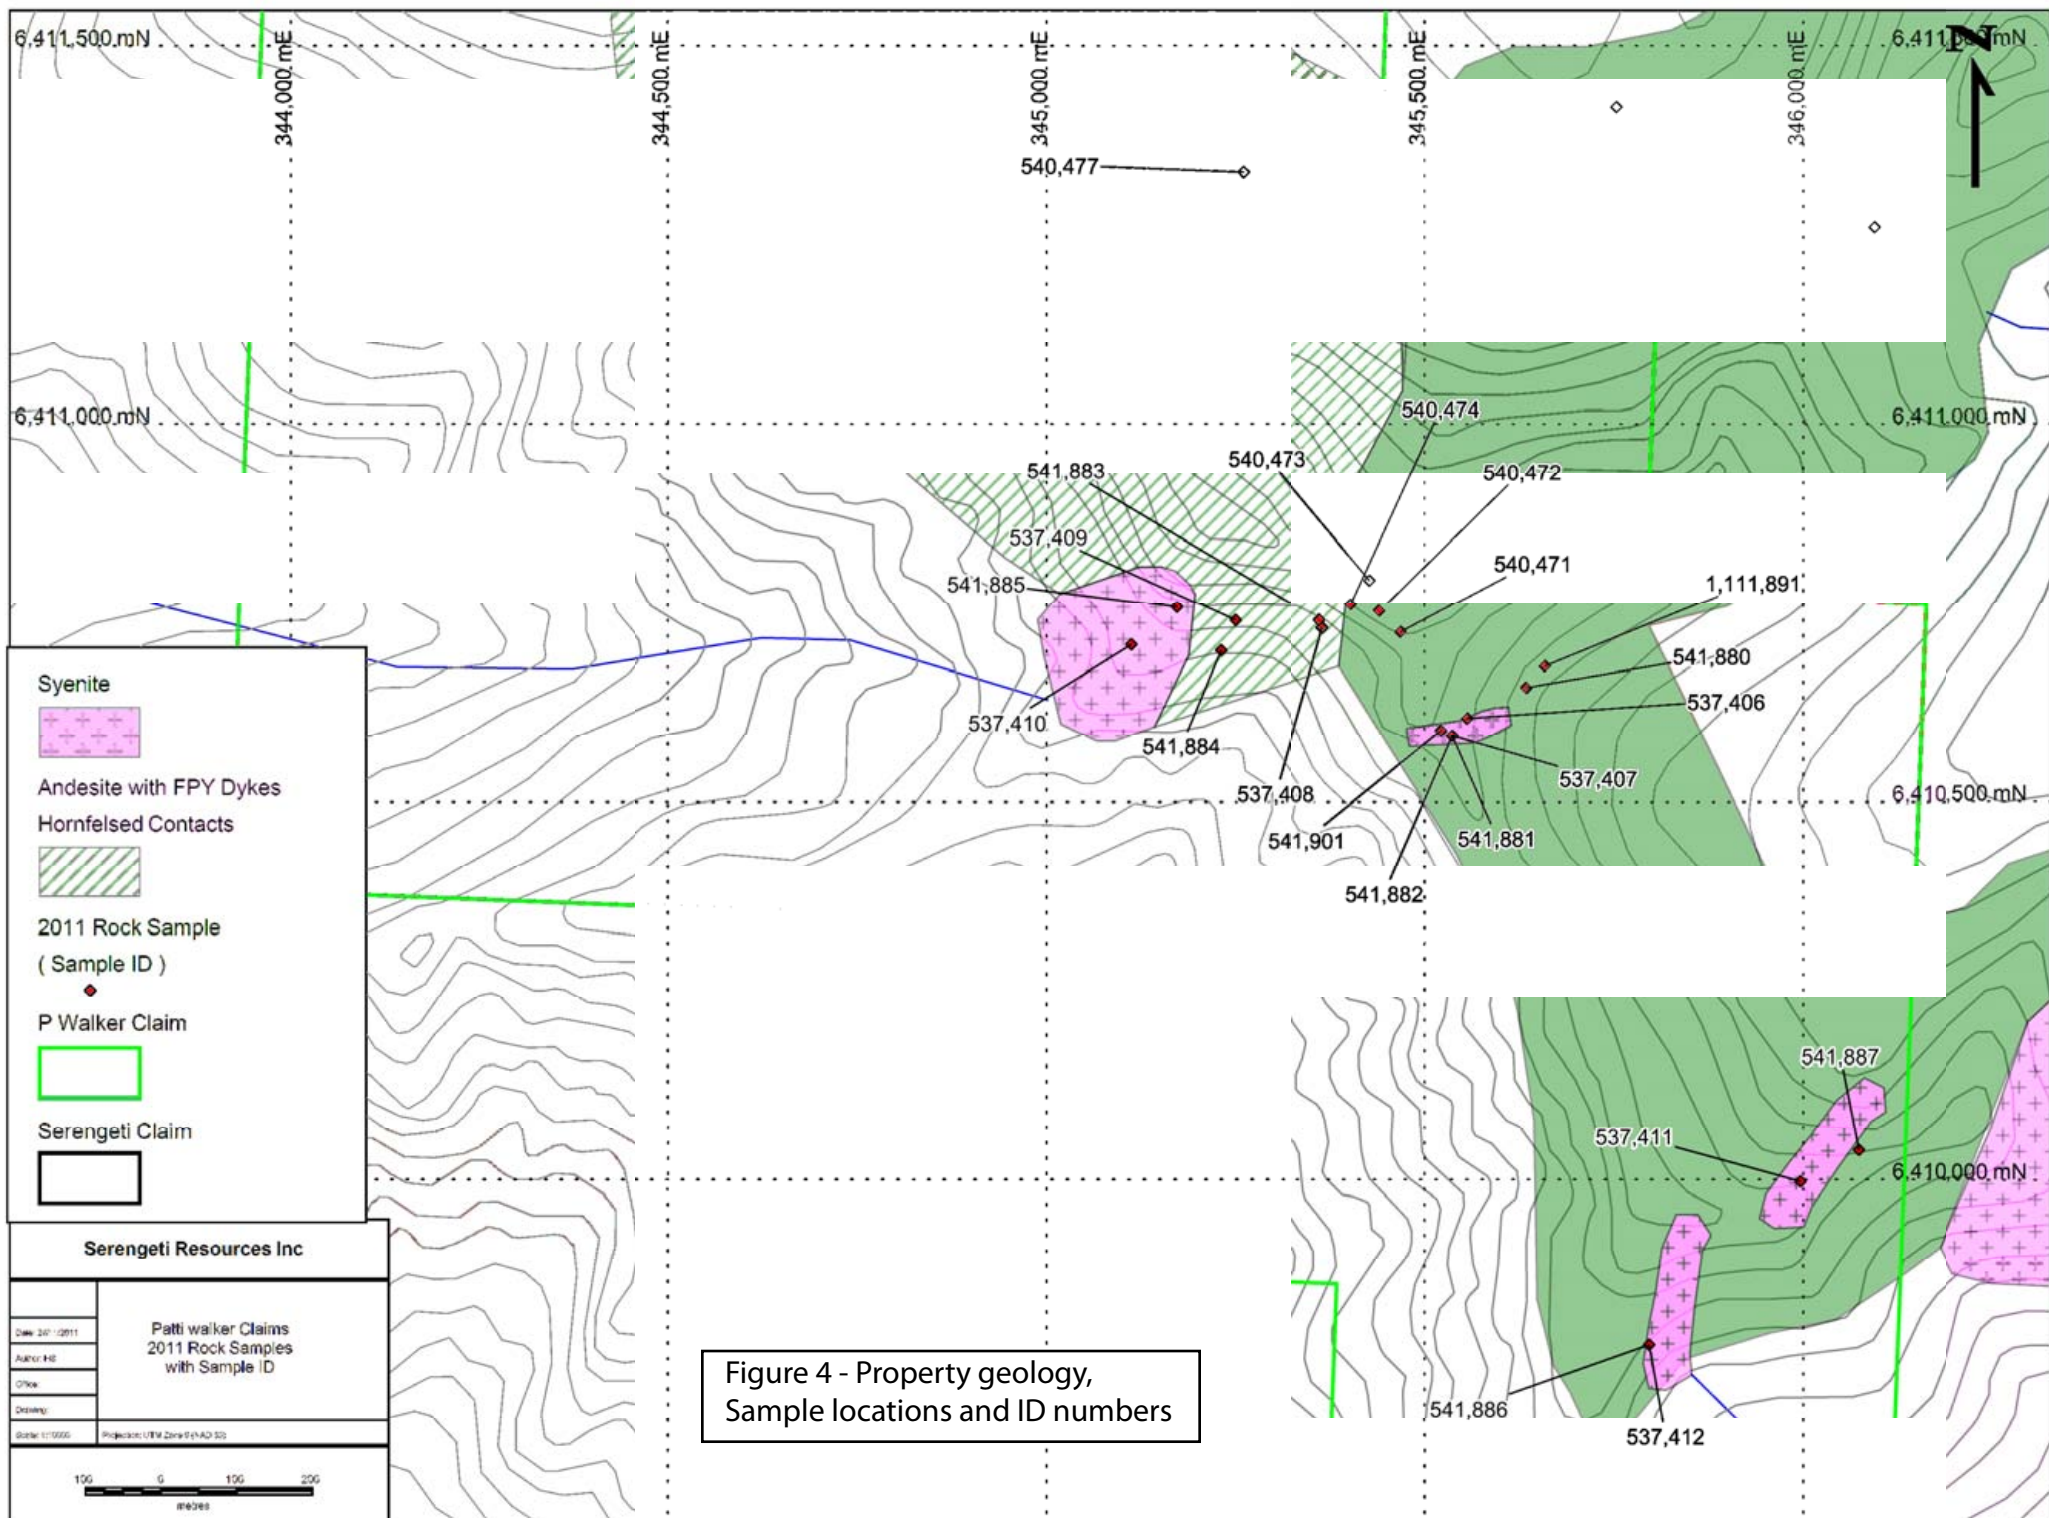 6,411,500 mN
344,000 mE
344,500 mE
345,000 mE
345,500 mE
346,000 mE
N
540,477
6,411,000 mN
6,411,000 mN
540,474
540,473
541,883
540,472
537,409
540,471
541,885
1,111,891
541,880
537,406
537,410
541,884
537,407
537,408
6,410,500 mN
541,901
541,881
541,882
541,887
537,411
6,410,000 mN
541,886
537,412
Syenite
Andesite with FPY Dykes
Hornfelsed Contacts
2011 Rock Sample
( Sample ID )
P Walker Claim
Serengeti Claim
Serengeti Resources Inc
Patti walker Claims
2011 Rock Samples
with Sample ID
Author: HS
Office:
Drawing:
100 0 100 200
metres
Figure 4 - Property geology,
Sample locations and ID numbers